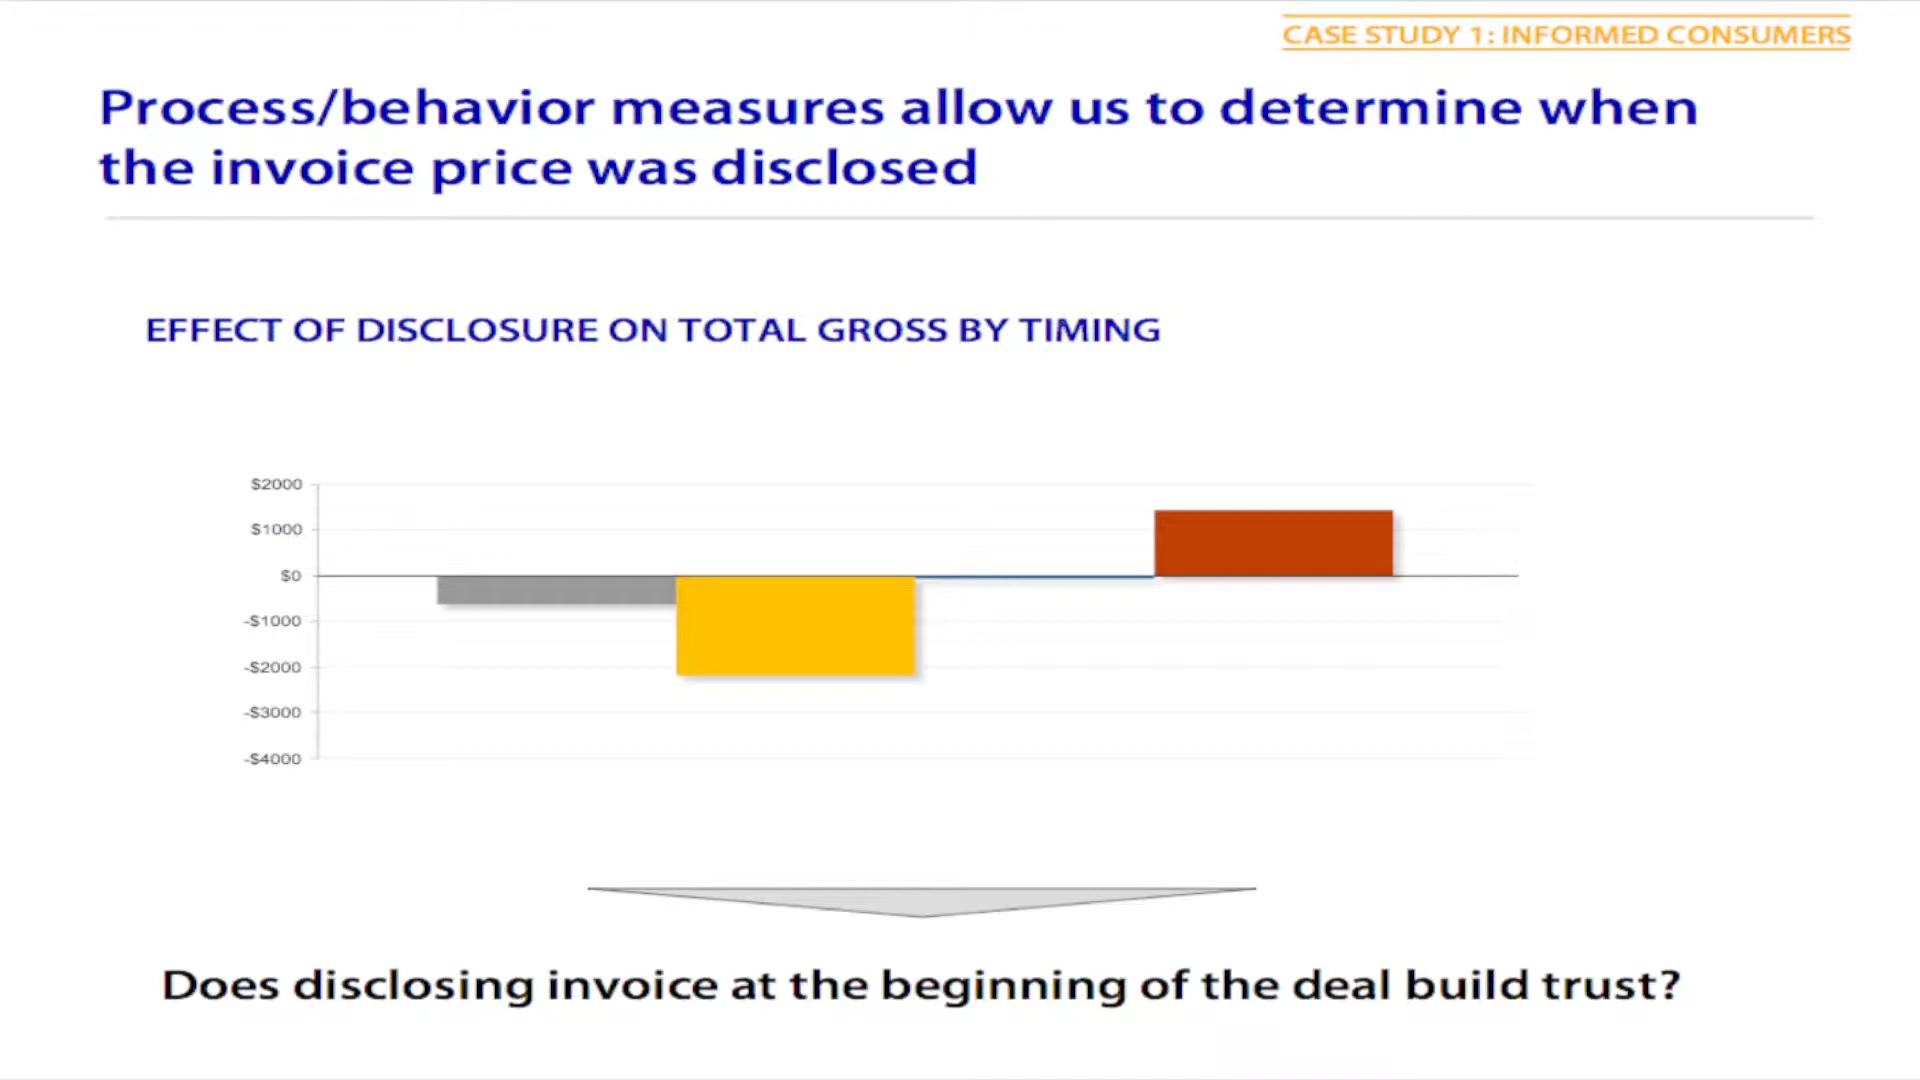 CASE STUDY 1: INFORMED CONSUMERS
Process/behavior measures allow us to determine when
the invoice price was disclosed
EFFECT OF DISCLOSURE ON TOTAL GROSS BY TIMING
$2000
$1000
$0
-$1000
-$2000
-$3000
-$4000
Does disclosing invoice at the beginning of the deal build trust?